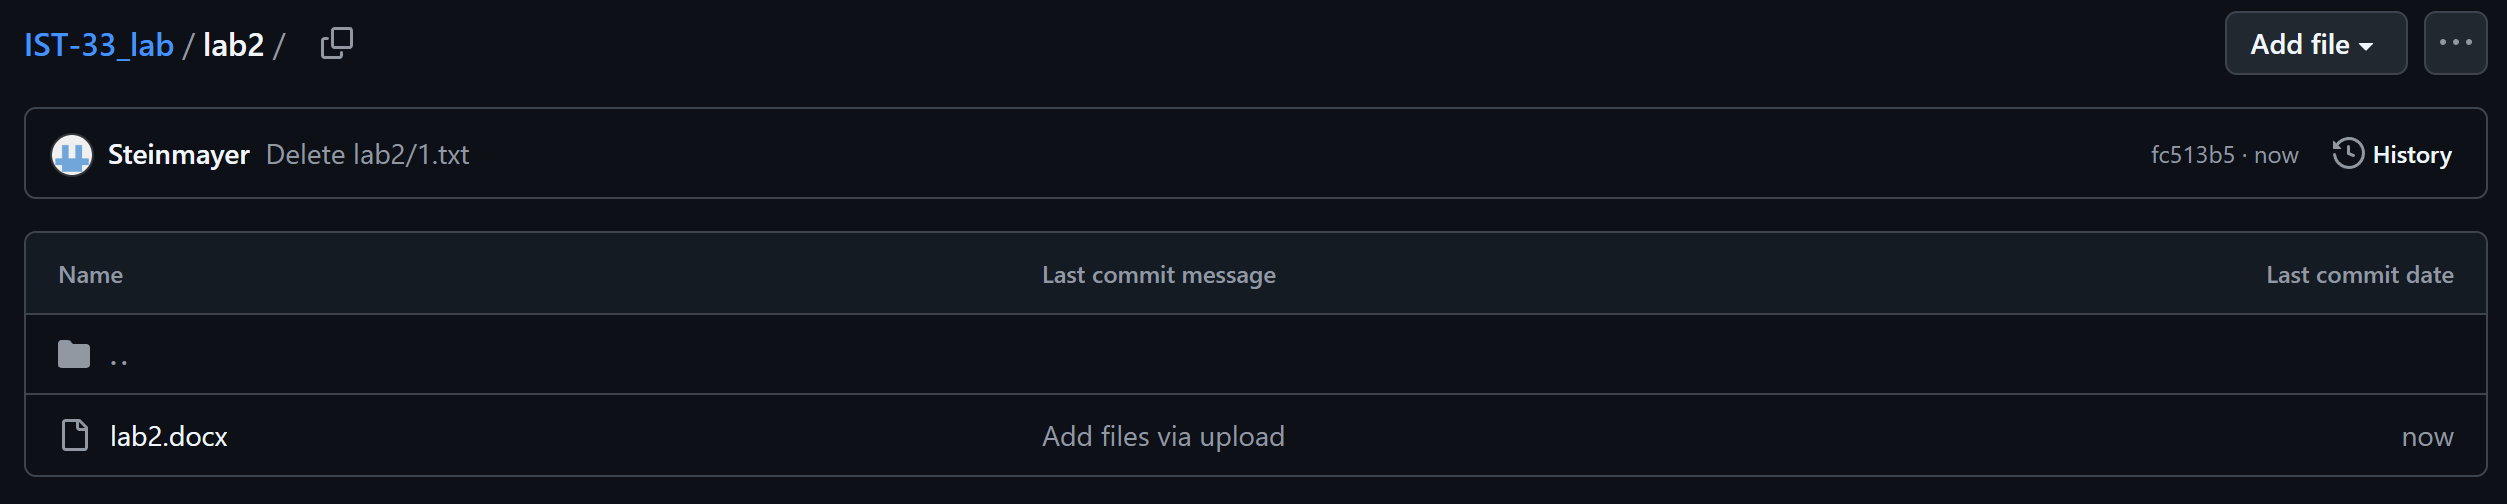 IST-33_lab / lab2 /
Add file
Steinmayer Delete lab2/1.txt
fc513b5 · now
History
Name Last commit message Last commit date
..
lab2.docx Add files via upload now